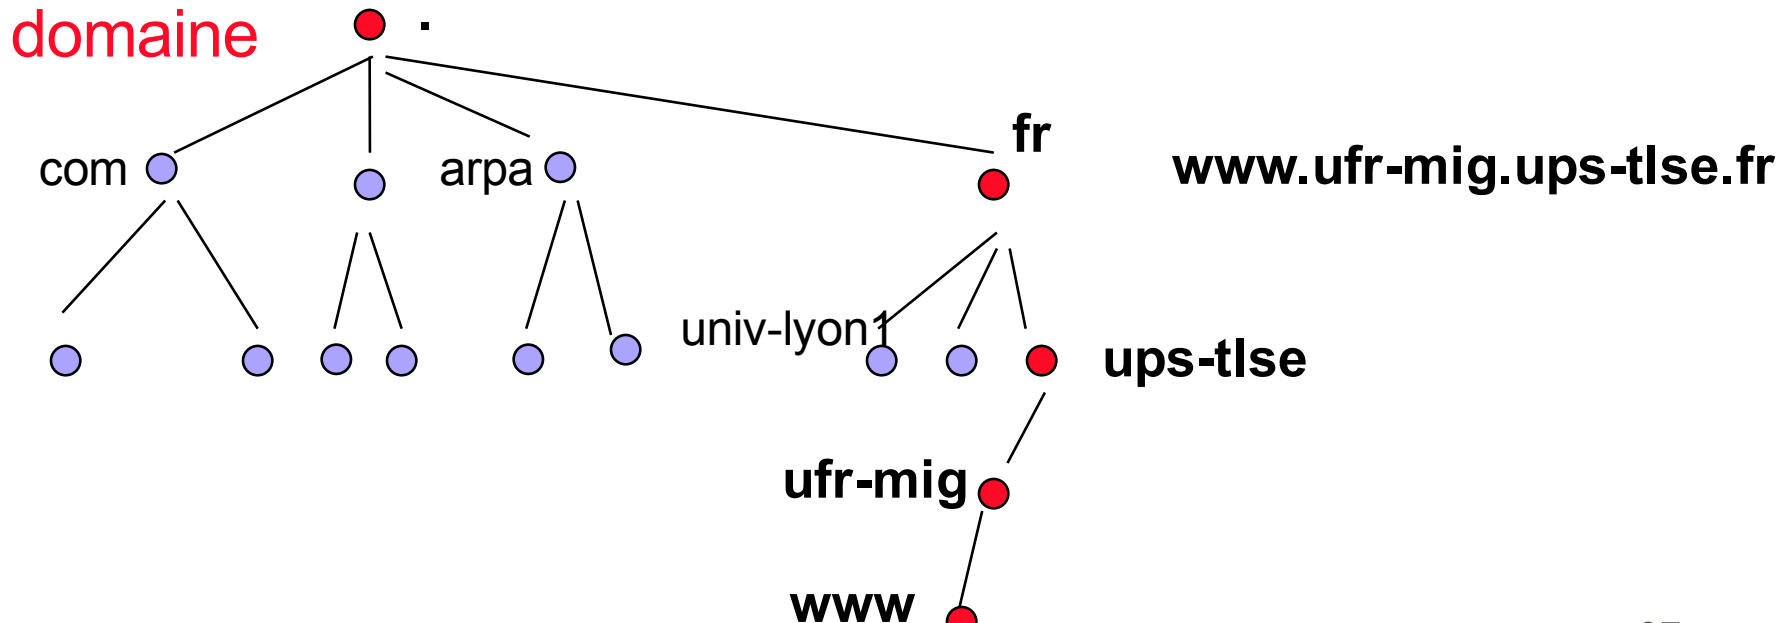 domaine
.
fr
com
arpa
www.ufr-mig.ups-tlse.fr
univ-lyon1
ups-tlse
ufr-mig
www